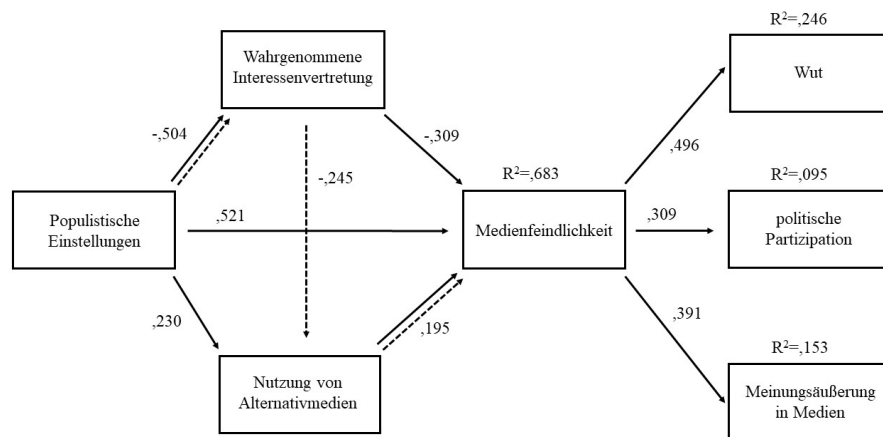 R²=,246
Wahrgenommene
Interessenvertretung
Wut
-,504
-,309
,496
-,245
R²=,683
R²=,095
Populistische
Einstellungen
,521
Medienfeindlichkeit
,309
politische
Partizipation
,230
,195
,391
R²=,153
Nutzung von
Alternativmedien
Meinungsäußerung
in Medien